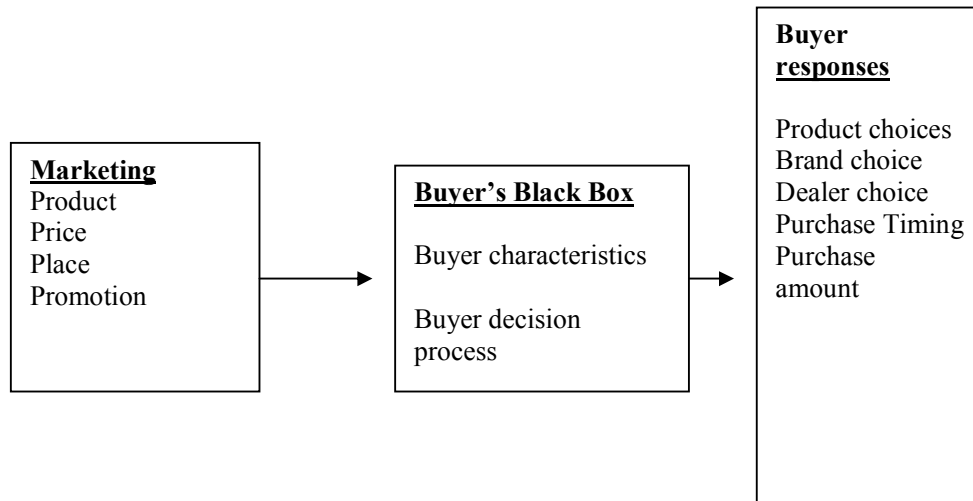 Marketing
Product
Price
Place
Promotion
Buyer’s Black Box
Buyer characteristics
Buyer decision
process
Buyer
responses
Product choices
Brand choice
Dealer choice
Purchase Timing
Purchase
amount